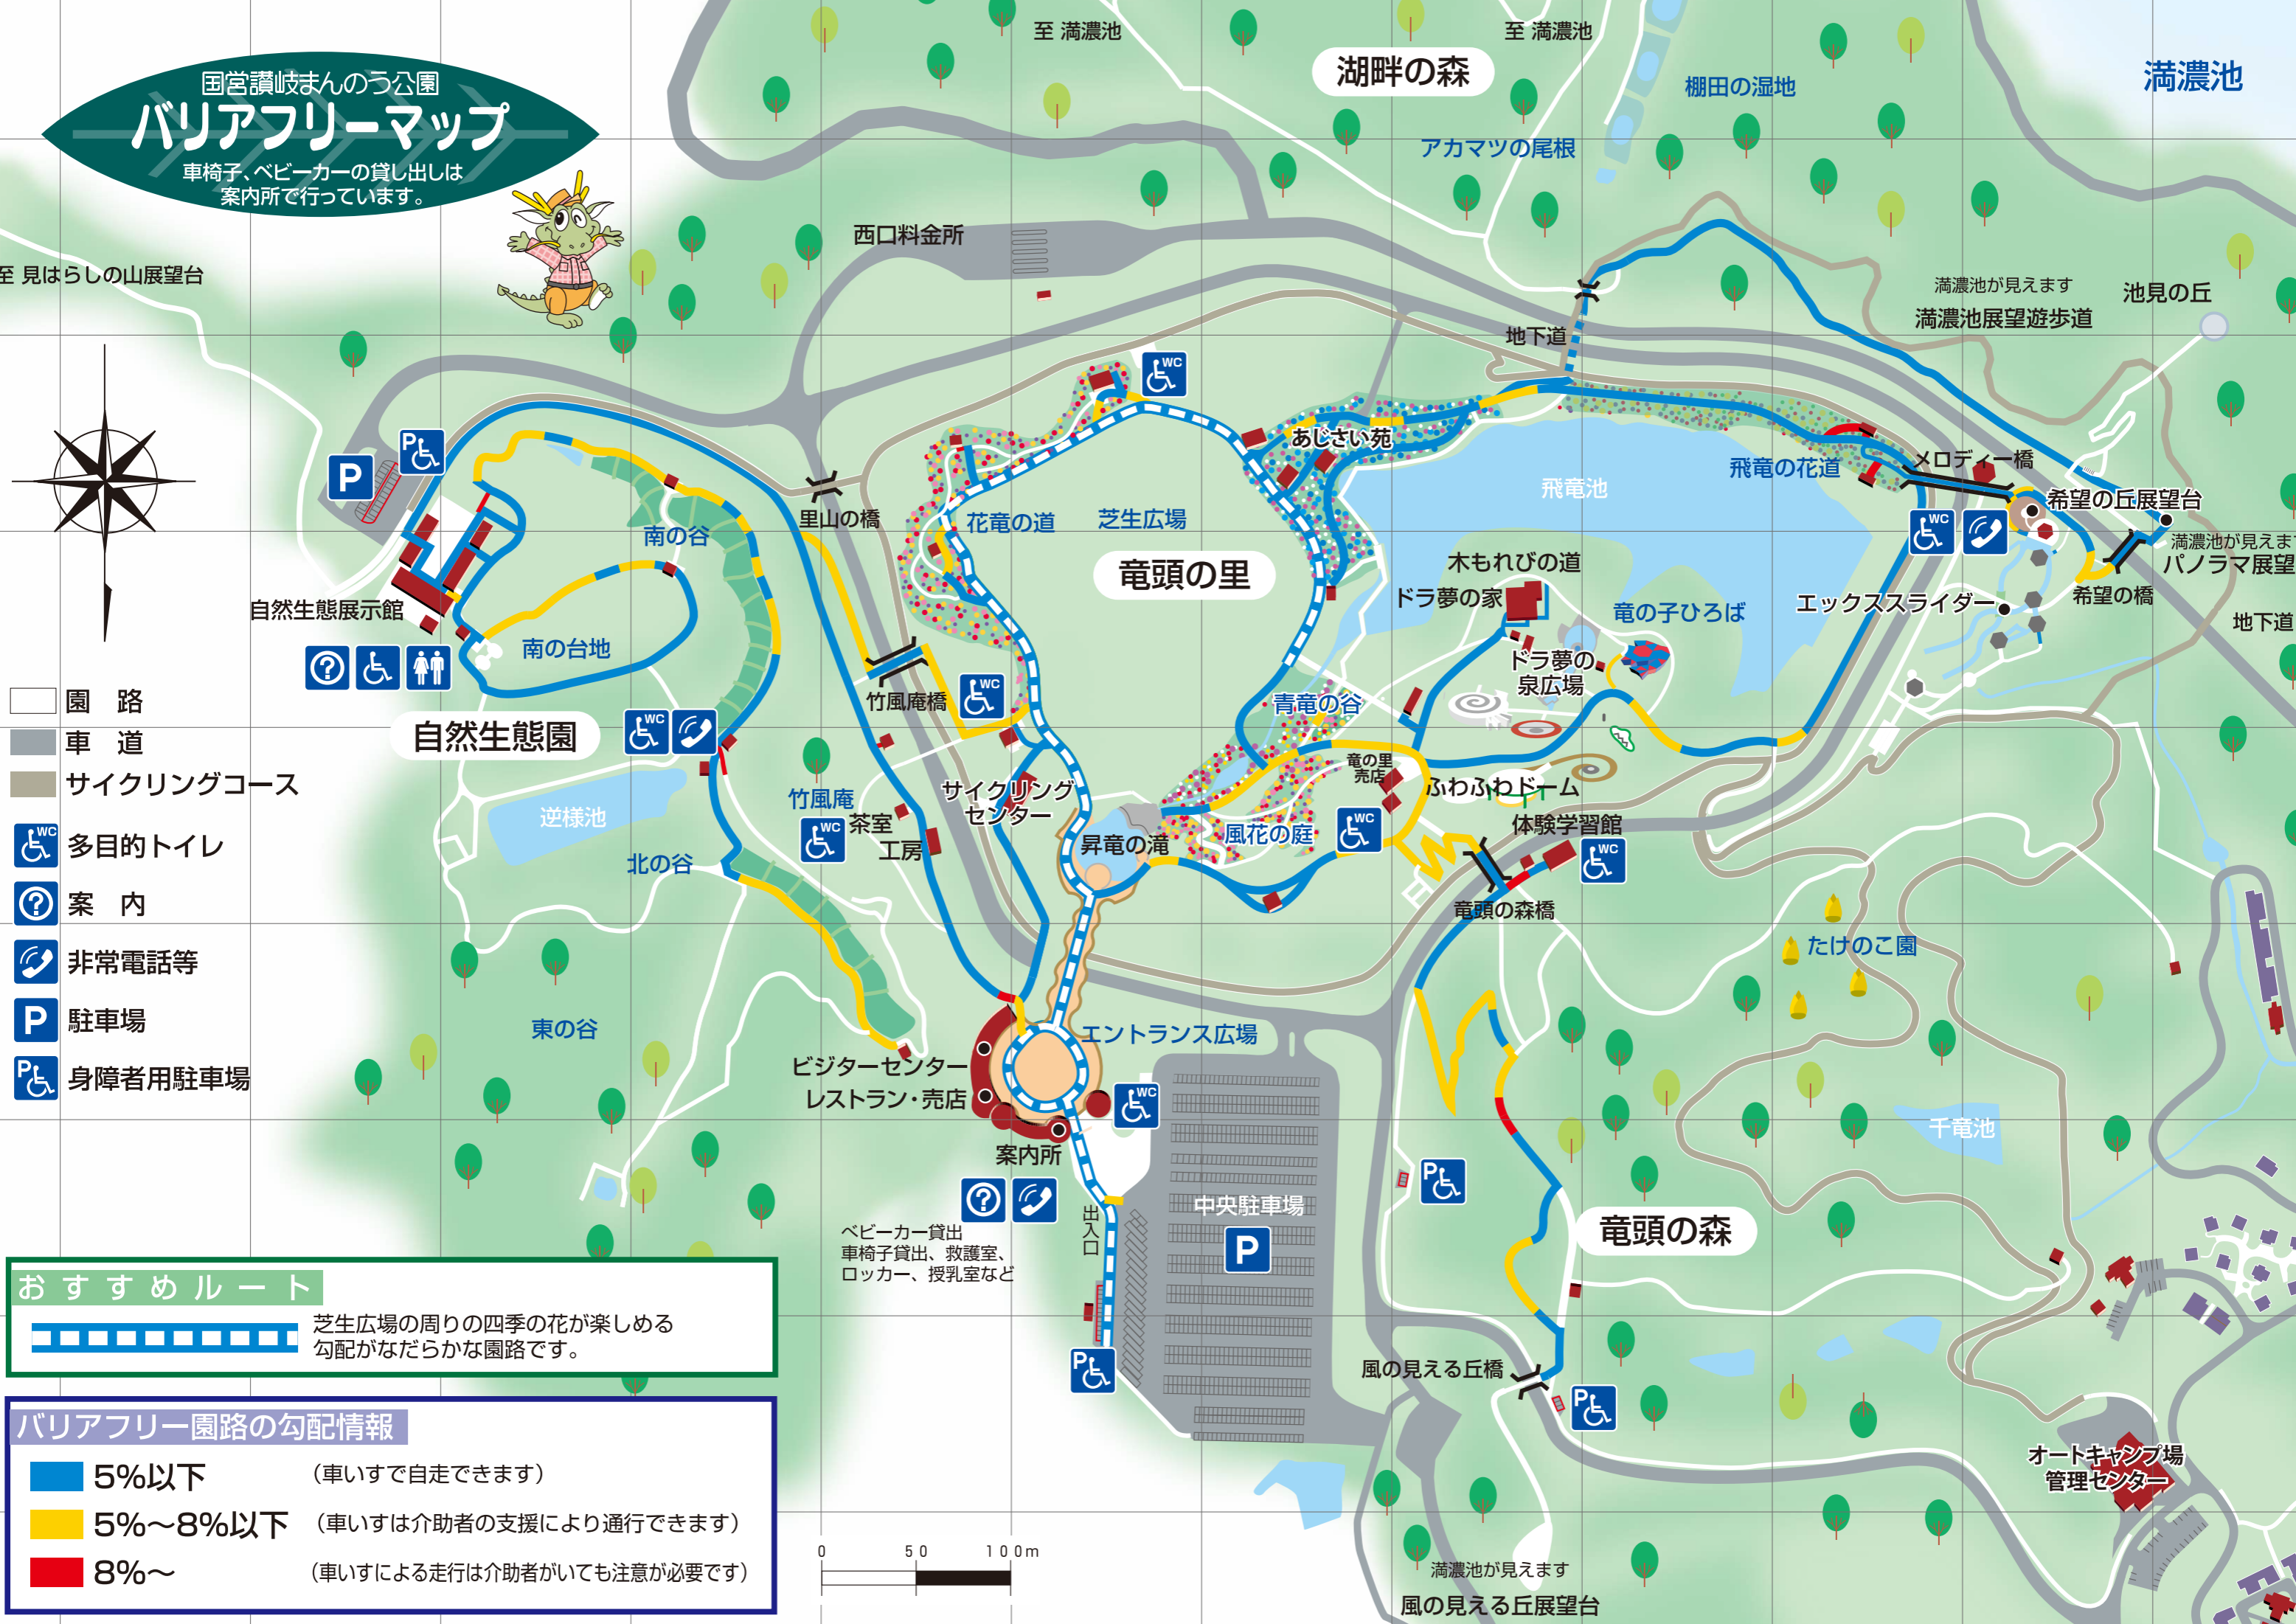 国営讃岐まんのう公園
バリアフリーマップ
車椅子、ベビーカーの貸し出しは
案内所で行っています。
至 満濃池
至 満濃池
湖畔の森
棚田の湿地
満濃池
アカマツの尾根
西口料金所
至 見はらしの山展望台
満濃池が見えます
満濃池展望遊歩道
池見の丘
地下道
WC
P
P
あじさい苑
飛竜の花道
メロディー橋
飛竜池
希望の丘展望台
里山の橋
花竜の道
芝生広場
南の谷
WC
満濃池が見えます
パノラマ展望
竜頭の里
木もれびの道
ドラ夢の家
竜の子ひろば
エックススライダー
希望の橋
地下道
自然生態展示館
南の台地
?
ドラ夢の
泉広場
竹風庵橋
WC
青竜の谷
園 路
車 道
サイクリングコース
WC
多目的トイレ
?
案 内
非常電話等
P
駐車場
P
身障者用駐車場
自然生態園
WC
竜の里
売店
ふわふわドーム
サイクリング
センター
竹風庵
WC
茶室
工房
逆様池
昇竜の滝
風花の庭
WC
体験学習館
WC
北の谷
竜頭の森橋
たけのこ園
東の谷
エントランス広場
ビジターセンター
レストラン・売店
WC
案内所
?
千竜池
P
中央駐車場
P
出入口
竜頭の森
ベビーカー貸出
車椅子貸出、救護室、
ロッカー、授乳室など
P
風の見える丘橋
P
おすすめルート
芝生広場の周りの四季の花が楽しめる
勾配がなだらかな園路です。
バリアフリー園路の勾配情報
5%以下 (車いすで自走できます)
5%〜8%以下 (車いすは介助者の支援により通行できます)
8%〜 (車いすによる走行は介助者がいても注意が必要です)
0 50 100m
オートキャンプ場
管理センター
満濃池が見えます
風の見える丘展望台